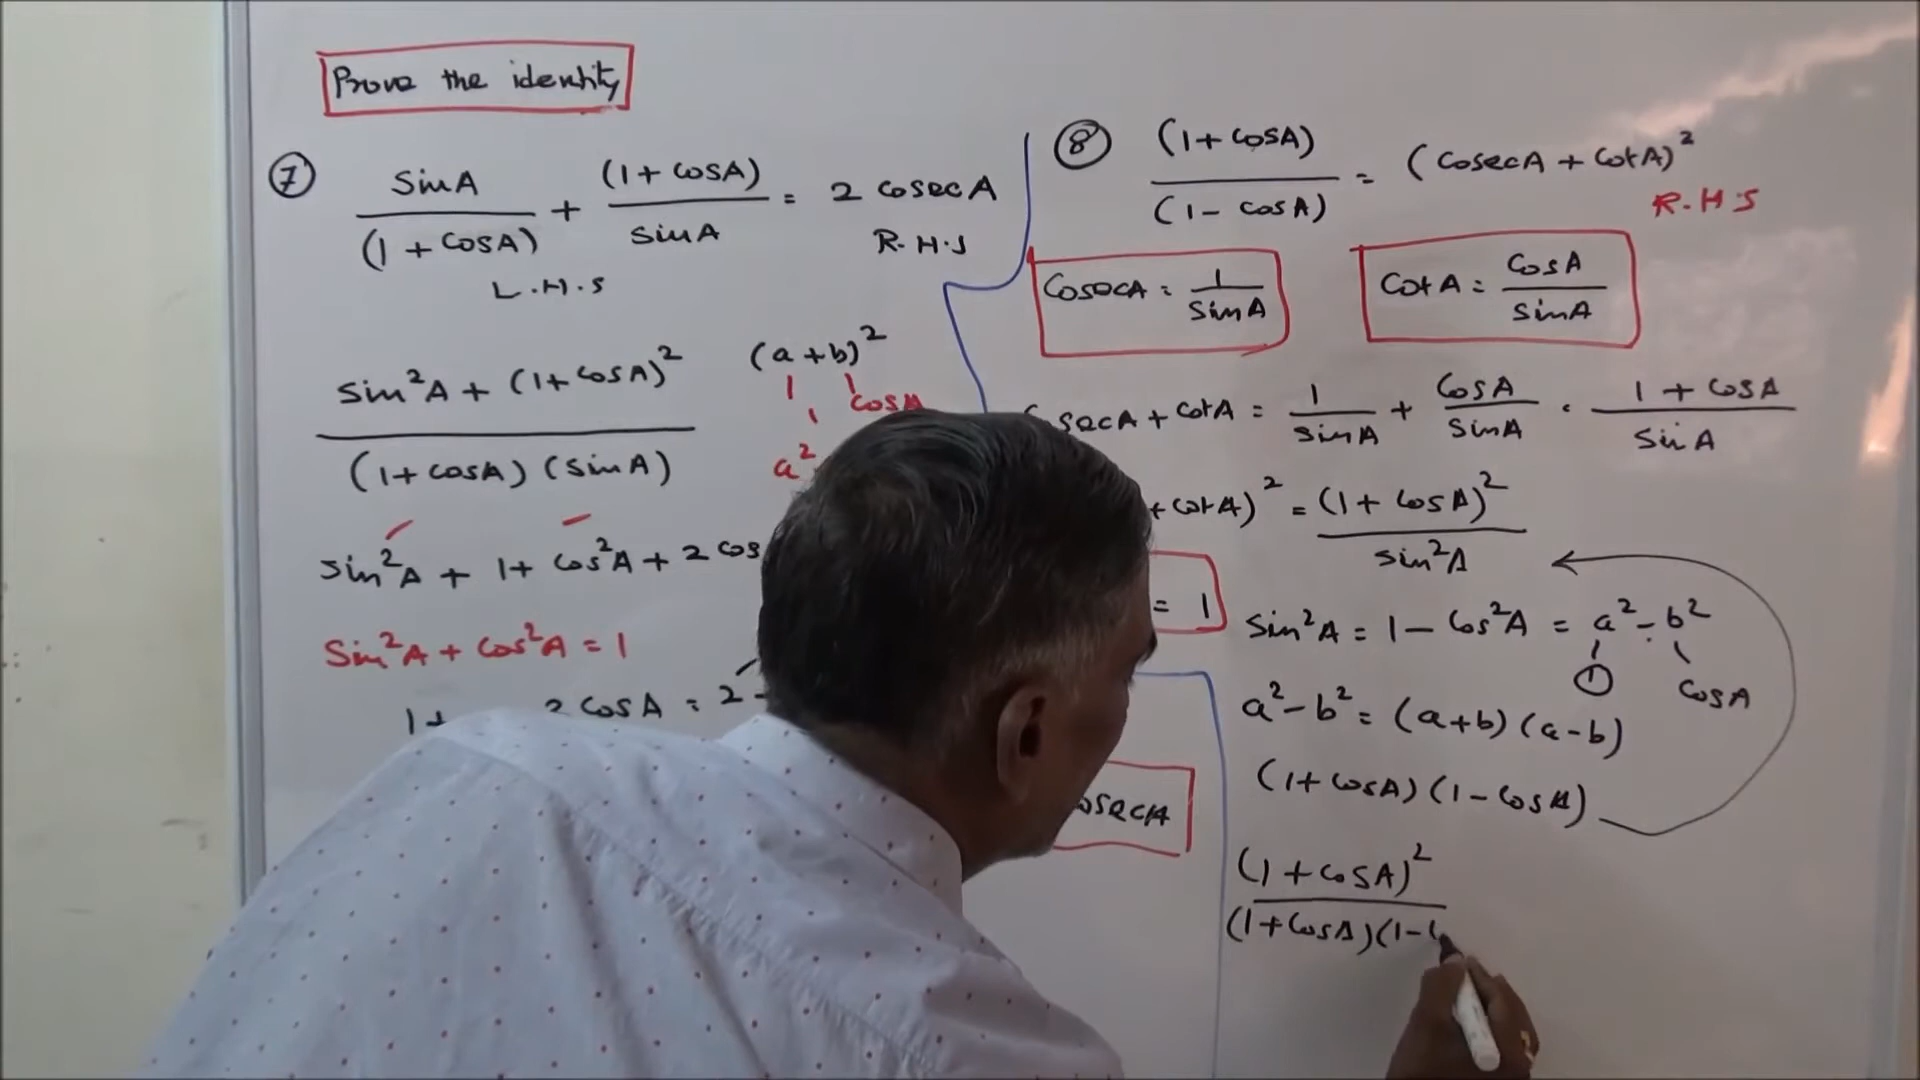 Prove the identity
⑦ SinA/(1 + CosA) + (1 + cosA)/sinA = 2 cosecA
L.H.S R.H.S
(sin²A + (1+cosA)²)/((1+cosA)(sinA))
(a + b)²
cosA
a²
sin²A + 1 + cos²A + 2 cos
Sin²A + cos²A = 1
1+ 2 cosA = 2
osecA
⑧ (1+cosA)/(1 - cosA) = (cosecA + cotA)²
R.H.S
CosecA = 1/sinA
CotA = CosA/sinA
secA + cotA = 1/sinA + CosA/sinA = (1 + cosA)/sinA
+ cotA)² = (1 + cosA)²/sin²A
= 1
sin²A = 1 - cos²A = a² - b²
1 cosA
a² - b² = (a+b)(a-b)
(1+cosA)(1-cosA)
(1 + cosA)²/(1+cosA)(1-